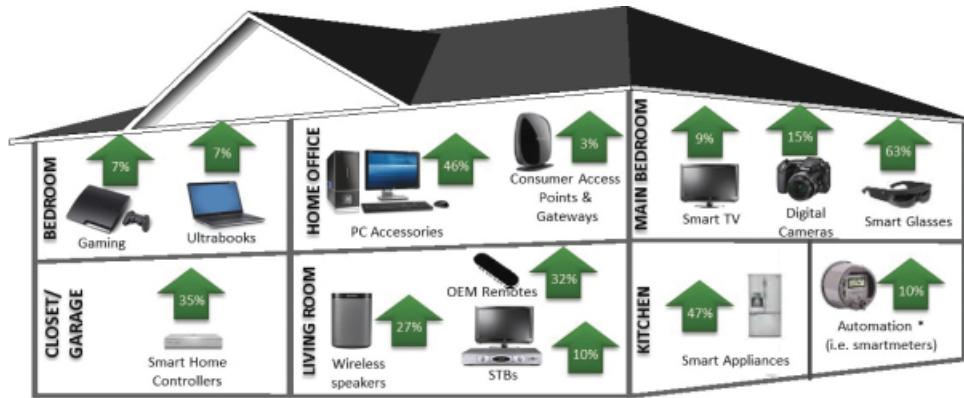 BEDROOM
7%
Gaming
7%
Ultrabooks
HOME OFFICE
46%
PC Accessories
3%
Consumer Access
Points &
Gateways
MAIN BEDROOM
9%
Smart TV
15%
Digital
Cameras
63%
Smart Glasses
CLOSET/
GARAGE
35%
Smart Home
Controllers
LIVING ROOM
27%
Wireless
speakers
32%
OEM Remotes
10%
STBs
KITCHEN
47%
Smart Appliances
10%
Automation *
(i.e. smartmeters)